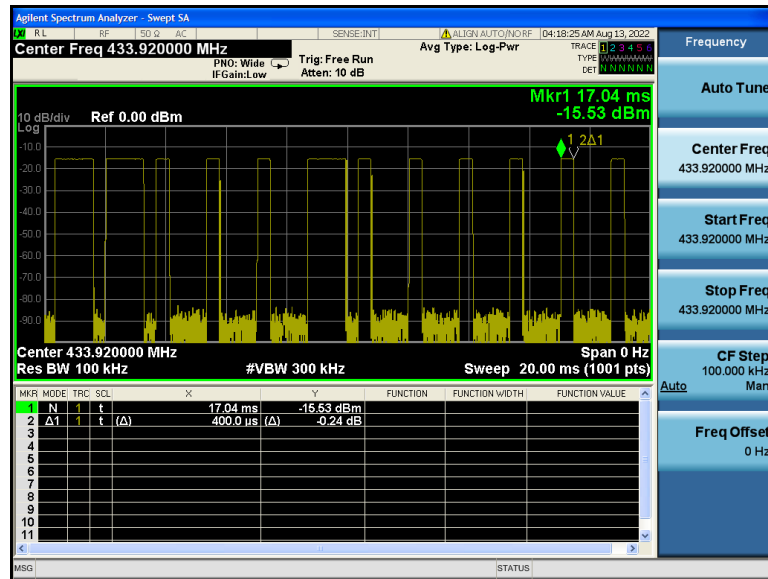 Agilent Spectrum Analyzer - Swept SA
RL RF 50 Ω AC SENSE:INT ALIGN AUTO/NORF 04:18:25 AM Aug 13, 2022
Center Freq 433.920000 MHz
PNO: Wide
IFGain:Low
Trig: Free Run
Atten: 10 dB
Avg Type: Log-Pwr
TRACE 1 2 3 4 5 6
TYPE
DET N N N N N N
Mkr1 17.04 ms
-15.53 dBm
10 dB/div Ref 0.00 dBm
Log
-10.0
-20.0
-30.0
-40.0
-50.0
-60.0
-70.0
-80.0
-90.0
1 2Δ1
Center 433.920000 MHz Span 0 Hz
Res BW 100 kHz #VBW 300 kHz Sweep 20.00 ms (1001 pts)
MKR MODE TRC SCL X Y FUNCTION FUNCTION WIDTH FUNCTION VALUE
1 N 1 t 17.04 ms -15.53 dBm
2 Δ1 1 t (Δ) 400.0 µs (Δ) -0.24 dB
3
4
5
6
7
8
9
10
11
MSG STATUS
Frequency
Auto Tune
Center Freq
433.920000 MHz
Start Freq
433.920000 MHz
Stop Freq
433.920000 MHz
CF Step
100.000 kHz
Auto Man
Freq Offset
0 Hz